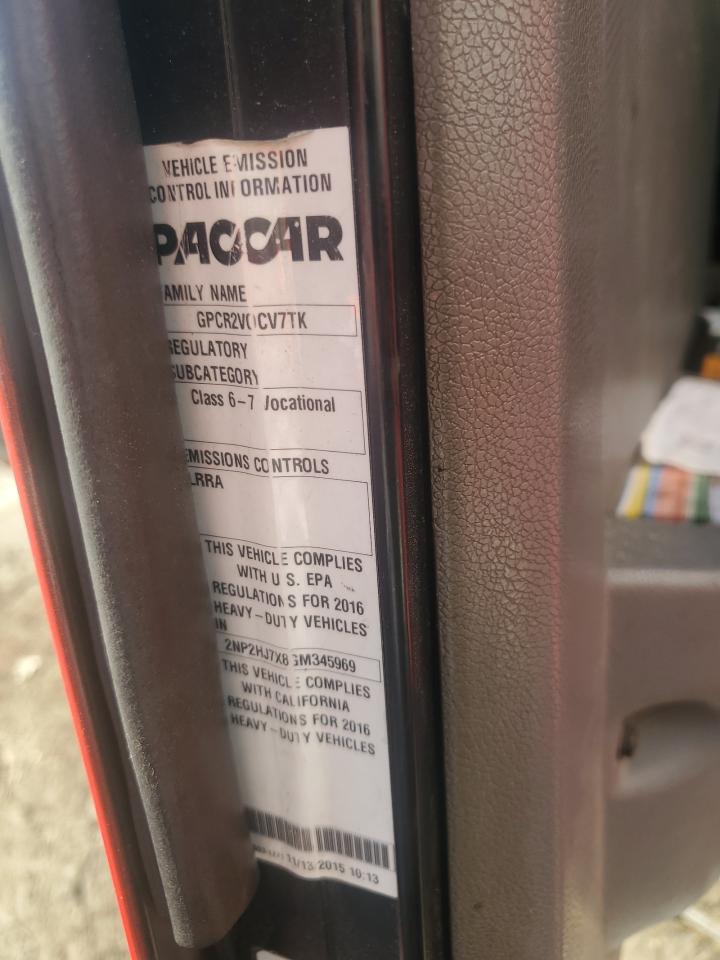 VEHICLE EMISSION
CONTROL INFORMATION
PACCAR
AMILY NAME
GPCR2VOCV7TK
REGULATORY
SUBCATEGORY
Class 6-7 Vocational
EMISSIONS CONTROLS
LRRA
THIS VEHICLE COMPLIES
WITH U S. EPA
REGULATIONS FOR 2016
HEAVY-DUTY VEHICLES
IN
2NP2HJ7X8GM345969
THIS VEHICLE COMPLIES
WITH CALIFORNIA
REGULATIONS FOR 2016
HEAVY-DUTY VEHICLES
11/13/2015 10:13